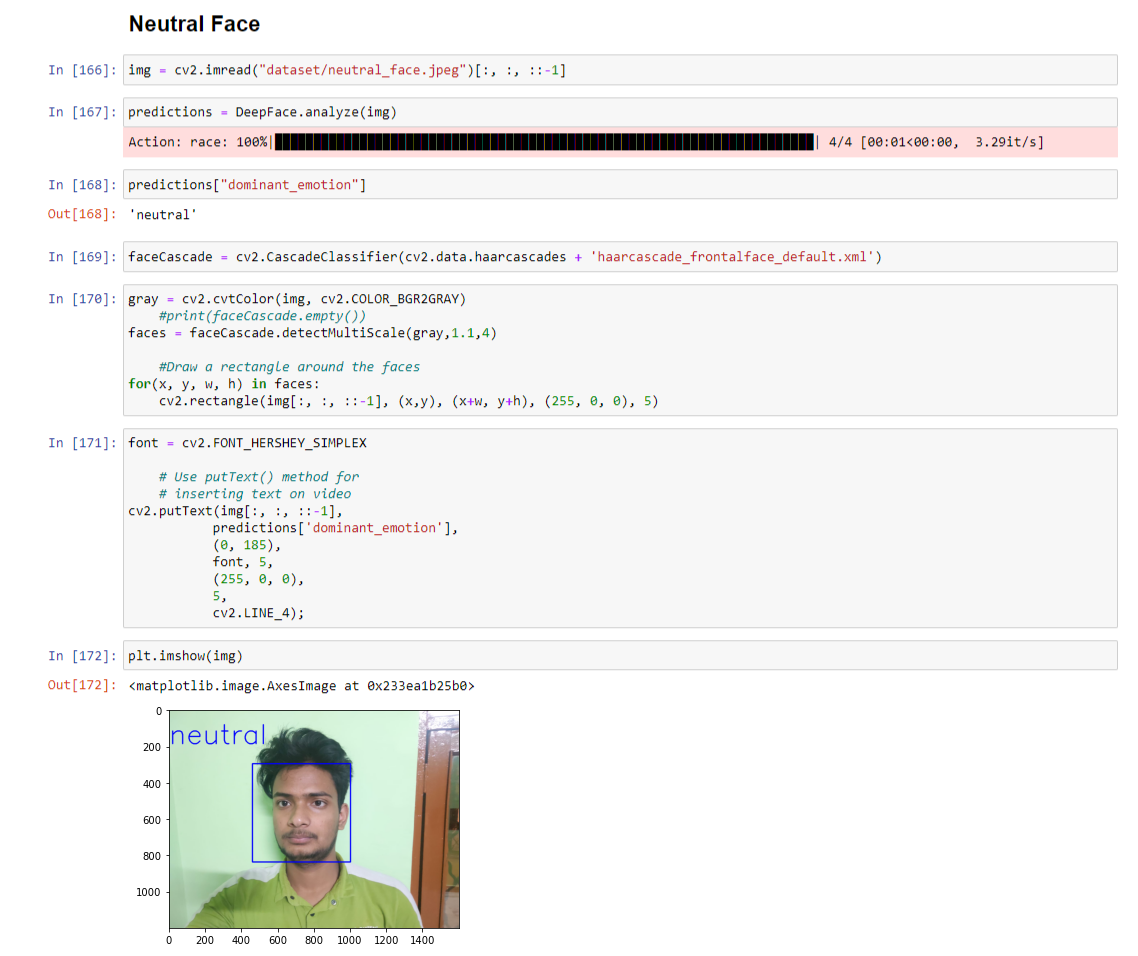 Neutral Face
In [166]: img = cv2.imread("dataset/neutral_face.jpeg")[:, :, ::-1]
In [167]: predictions = DeepFace.analyze(img)
Action: race: 100%|██████████| 4/4 [00:01<00:00,  3.29it/s]
In [168]: predictions["dominant_emotion"]
Out[168]: 'neutral'
In [169]: faceCascade = cv2.CascadeClassifier(cv2.data.haarcascades + 'haarcascade_frontalface_default.xml')
In [170]: gray = cv2.cvtColor(img, cv2.COLOR_BGR2GRAY)
    #print(faceCascade.empty())
faces = faceCascade.detectMultiScale(gray,1.1,4)
    #Draw a rectangle around the faces
for(x, y, w, h) in faces:
    cv2.rectangle(img[:, :, ::-1], (x,y), (x+w, y+h), (255, 0, 0), 5)
In [171]: font = cv2.FONT_HERSHEY_SIMPLEX
    # Use putText() method for
    # inserting text on video
cv2.putText(img[:, :, ::-1],
           predictions['dominant_emotion'],
           (0, 185),
           font, 5,
           (255, 0, 0),
           5,
           cv2.LINE_4);
In [172]: plt.imshow(img)
Out[172]: <matplotlib.image.AxesImage at 0x233ea1b25b0>
0
neutral
200
400
600
800
1000
0 200 400 600 800 1000 1200 1400